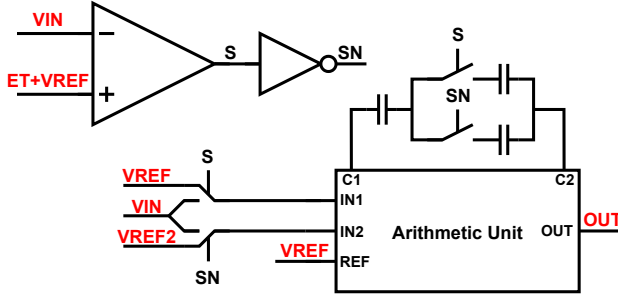 VIN
ET+VREF
S
SN
S
SN
C1
C2
S
VREF
VIN
VREF2
SN
IN1
IN2
VREF
REF
Arithmetic Unit
OUT
OUT